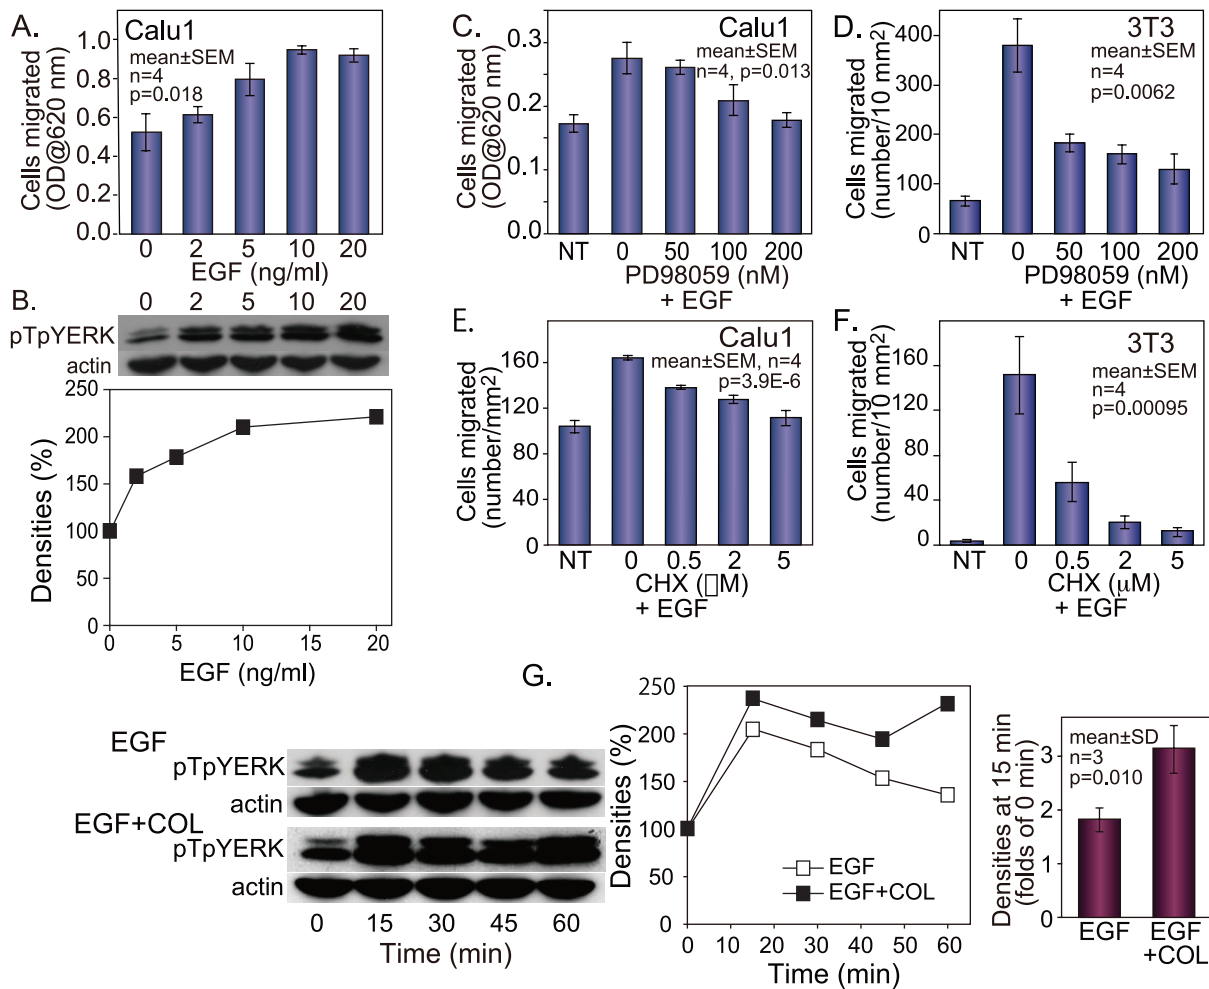 A.
Calu1
mean±SEM
n=4
p=0.018
Cells migrated
(OD@620 nm)
1.0
0.8
0.6
0.4
0.2
0.0
0 2 5 10 20
EGF (ng/ml)
B.
0 2 5 10 20
pTpYERK
actin
Densities (%)
250
200
150
100
50
0
0 5 10 15 20
EGF (ng/ml)
C.
Calu1
mean±SEM
n=4, p=0.013
Cells migrated
(OD@620 nm)
0.3
0.2
0.1
0.0
NT 0 50 100 200
PD98059 (nM)
+ EGF
D.
3T3
mean±SEM
n=4
p=0.0062
Cells migrated
(number/10 mm2)
400
300
200
100
0
NT 0 50 100 200
PD98059 (nM)
+ EGF
E.
Calu1
mean±SEM, n=4
p=3.9E-6
Cells migrated
(number/mm2)
160
120
80
40
0
NT 0 0.5 2 5
CHX (▯M)
+ EGF
F.
3T3
mean±SEM
n=4
p=0.00095
Cells migrated
(number/10 mm2)
160
120
80
40
0
NT 0 0.5 2 5
CHX (µM)
+ EGF
G.
EGF
pTpYERK
actin
EGF+COL
pTpYERK
actin
0 15 30 45 60
Time (min)
Densities (%)
250
200
150
100
50
0
EGF
EGF+COL
0 10 20 30 40 50 60
Time (min)
Densities at 15 min
(folds of 0 min)
mean±SD
n=3
p=0.010
3
2
1
0
EGF EGF
+COL